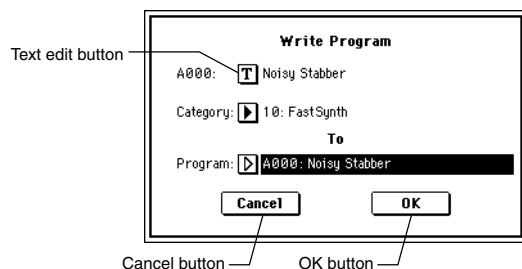 Write Program
Text edit button
A000: T Noisy Stabber
Category: 10: FastSynth
To
Program: A000: Noisy Stabber
Cancel OK
Cancel button OK button